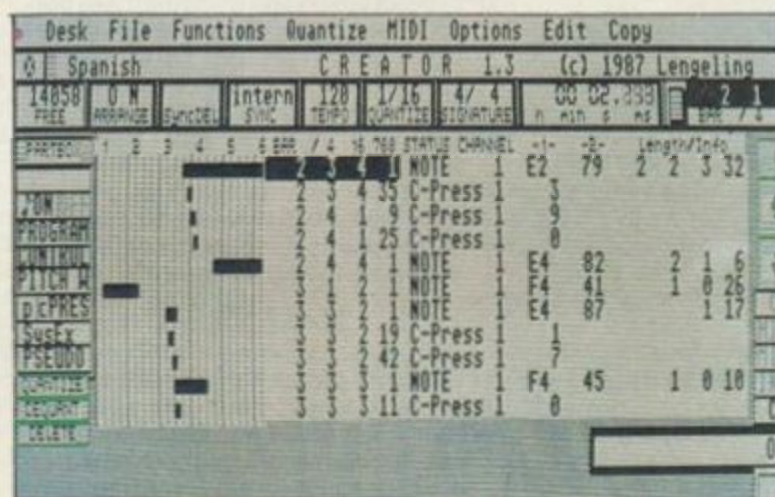 Desk File Functions Quantize MIDI Options Edit Copy
Spanish CREATOR 1.3 (c) 1987 Lengeling
14858 ON intern 120 1/16 4/ 4 00 02. 2 1
FREE ARRANGE SyncDEL SYNC TEMPO QUANTIZE SIGNATURE h min s ms BAR / 4
PARTBOX 1 2 3 4 5 6 BAR / 4 16 768 STATUS CHANNEL -1- -2- Length/Info
2 3 4 1 NOTE 1 E2 79 2 2 3 32
2 3 4 35 C-Press 1 3
2 4 1 9 C-Press 1 9
2 4 1 25 C-Press 1 0
2 4 4 1 NOTE 1 E4 82 2 1 6
3 1 2 1 NOTE 1 F4 41 1 0 26
3 3 2 1 NOTE 1 E4 87 1 17
3 3 2 19 C-Press 1 1
3 3 2 42 C-Press 1 7
3 3 3 1 NOTE 1 F4 45 1 0 10
3 3 3 11 C-Press 1 0
PROGRAM
PITCH W
PRES
SysEx
PSEUDO
QUANTIZE
DEQUANT
DELETE